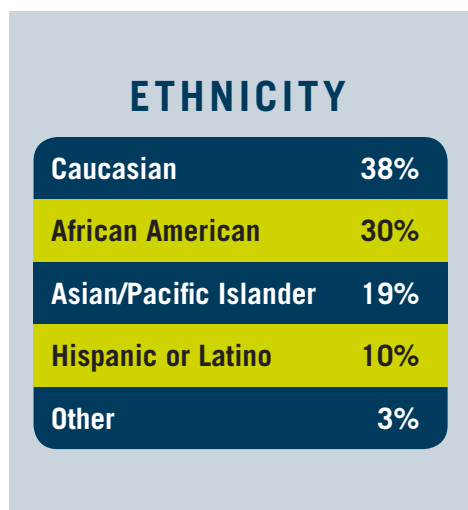 ETHNICITY
Caucasian 38%
African American 30%
Asian/Pacific Islander 19%
Hispanic or Latino 10%
Other 3%